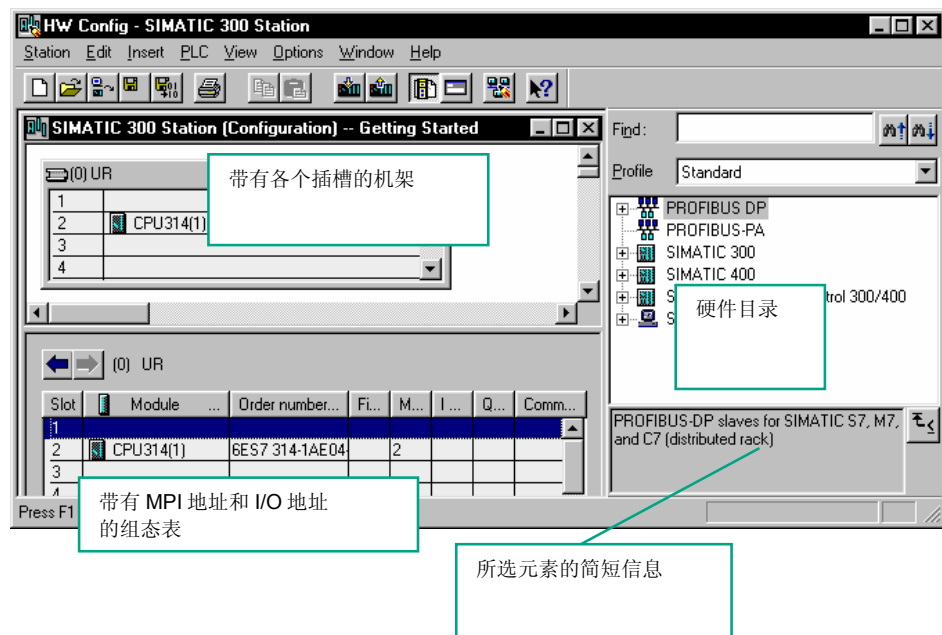 HW Config - SIMATIC 300 Station
Station Edit Insert PLC View Options Window Help
SIMATIC 300 Station (Configuration) -- Getting Started
(0) UR
1
2 CPU314(1)
3
4
带有各个插槽的机架
Find:
Profile Standard
PROFIBUS DP
PROFIBUS-PA
SIMATIC 300
SIMATIC 400
S trol 300/400
S
硬件目录
(0) UR
Slot Module ... Order number... Fi... M... I ... Q... Comm...
1
2 CPU314(1) 6ES7 314-1AE04- 2
3
4
带有 MPI 地址和 I/O 地址
的组态表
PROFIBUS-DP slaves for SIMATIC S7, M7,
and C7 (distributed rack)
Press F1
所选元素的简短信息